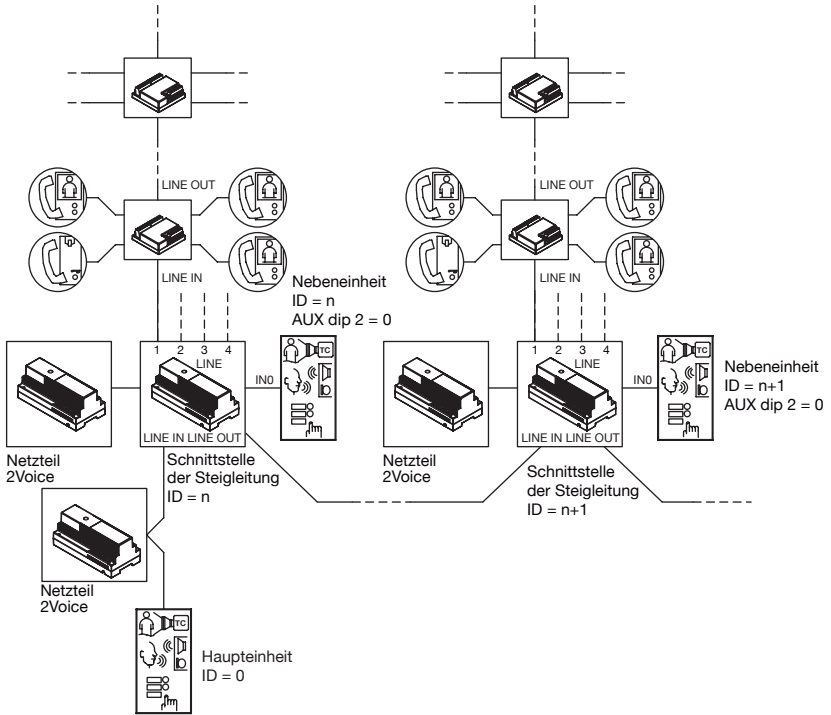 LINE OUT
LINE OUT
LINE IN
LINE IN
Nebeneinheit
ID = n
AUX dip 2 = 0
1 2 3 4
LINE
IN0
TC
1 2 3 4
LINE
IN0
TC
Nebeneinheit
ID = n+1
AUX dip 2 = 0
LINE IN LINE OUT
LINE IN LINE OUT
Netzteil
2Voice
Schnittstelle
der Steigleitung
ID = n
Netzteil
2Voice
Schnittstelle
der Steigleitung
ID = n+1
Netzteil
2Voice
TC
Haupteinheit
ID = 0